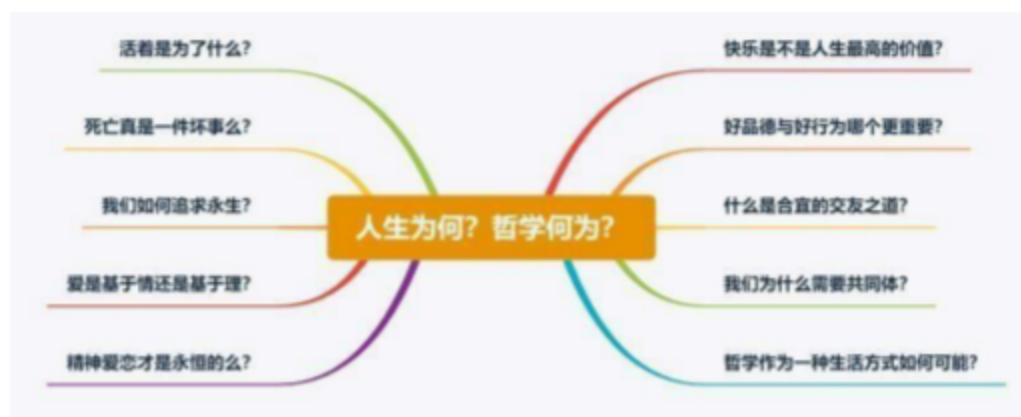 人生为何？哲学何为？
活着是为了什么?
死亡真是一件坏事么?
我们如何追求永生?
爱是基于情还是基于理?
精神爱恋才是永恒的么?
快乐是不是人生最高的价值?
好品德与好行为哪个更重要?
什么是合宜的交友之道?
我们为什么需要共同体?
哲学作为一种生活方式如何可能?